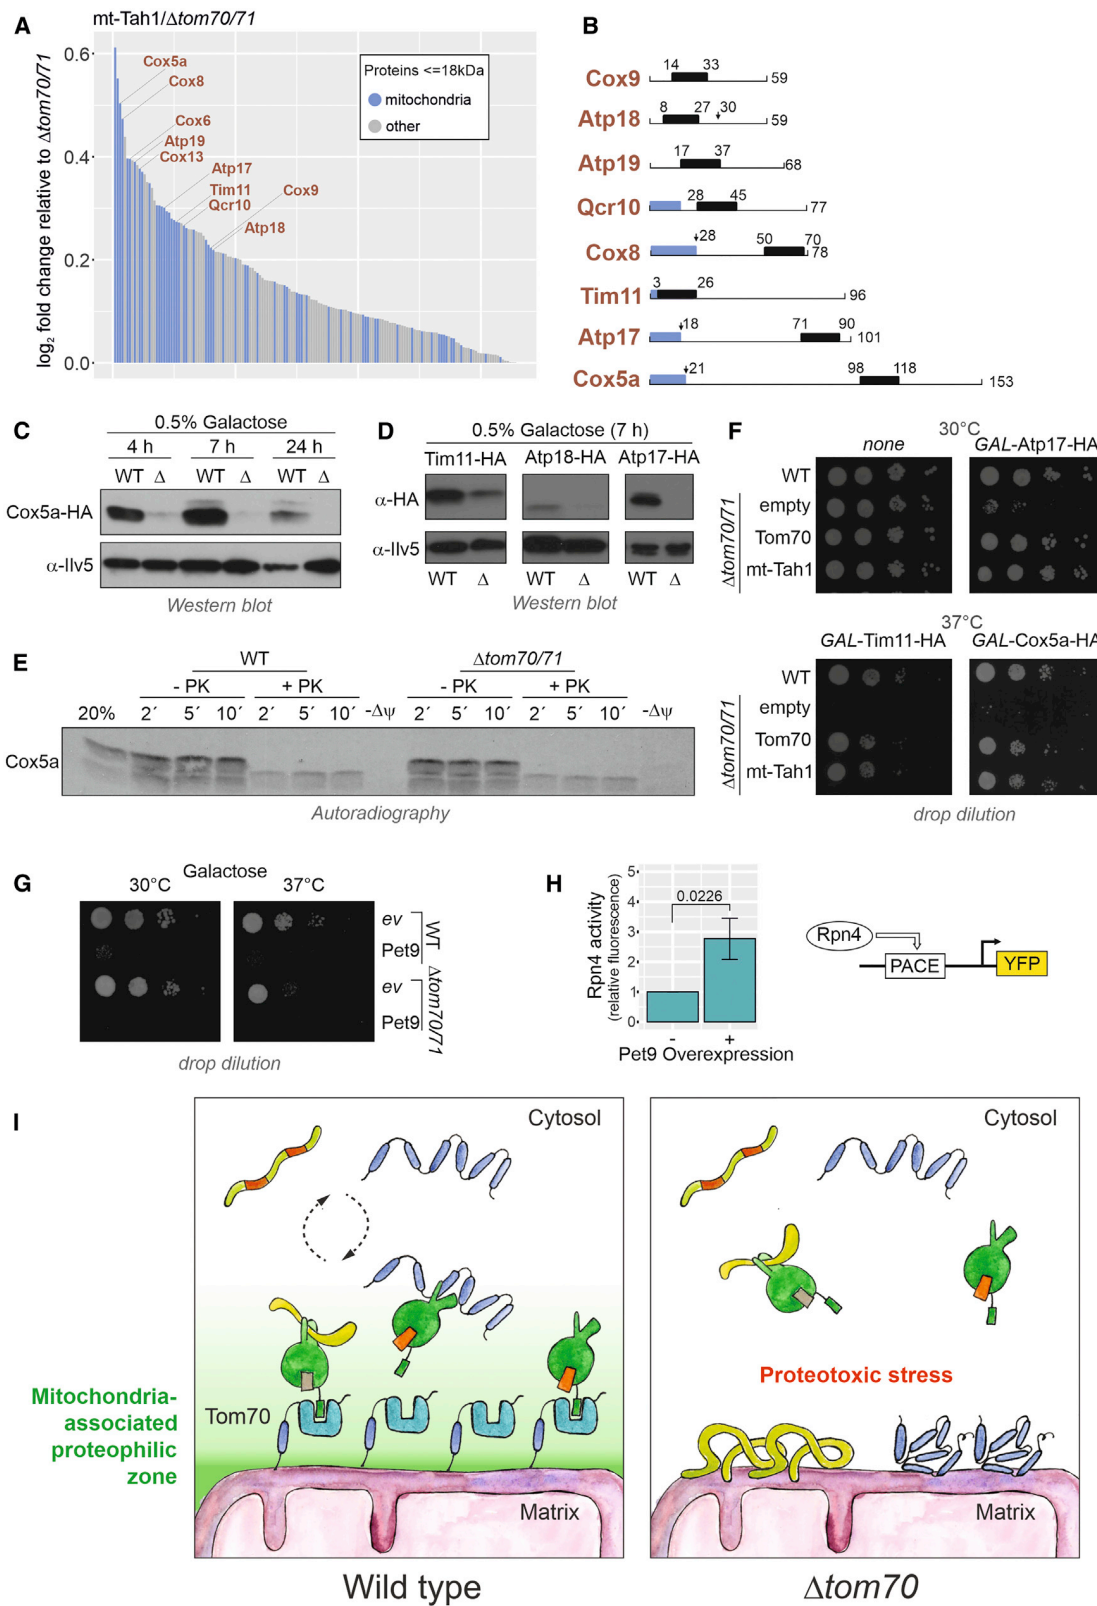 A
mt-Tah1/Δtom70/71
log2 fold change relative to Δtom70/71
0.6
0.4
0.2
0.0
Cox5a
Cox8
Cox6
Atp19
Cox13
Atp17
Tim11
Qcr10
Cox9
Atp18
Proteins <=18kDa
mitochondria
other
B
Cox9 14 33 59
Atp18 8 27 30 59
Atp19 17 37 68
Qcr10 28 45 77
Cox8 28 50 70 78
Tim11 3 26 96
Atp17 18 71 90 101
Cox5a 21 98 118 153
C
0.5% Galactose
4 h 7 h 24 h
WT Δ WT Δ WT Δ
Cox5a-HA
α-Ilv5
Western blot
D
0.5% Galactose (7 h)
Tim11-HA Atp18-HA Atp17-HA
α-HA
α-Ilv5
WT Δ WT Δ WT Δ
Western blot
E
WT Δtom70/71
- PK + PK - PK + PK
20% 2´ 5´ 10´ 2´ 5´ 10´ -Δψ 2´ 5´ 10´ 2´ 5´ 10´ -Δψ
Cox5a
Autoradiography
F
30°C
none GAL-Atp17-HA
WT
empty
Tom70
mt-Tah1
Δtom70/71
37°C
GAL-Tim11-HA GAL-Cox5a-HA
WT
empty
Tom70
mt-Tah1
Δtom70/71
drop dilution
G
Galactose
30°C 37°C
ev
Pet9
WT
ev
Pet9
Δtom70/71
drop dilution
H
Rpn4 activity
(relative fluorescence)
5
4
3
2
1
0
0.0226
- +
Pet9 Overexpression
Rpn4
PACE
YFP
I
Cytosol
Mitochondria-
associated
proteophilic
zone
Tom70
Matrix
Wild type
Cytosol
Proteotoxic stress
Matrix
Δtom70